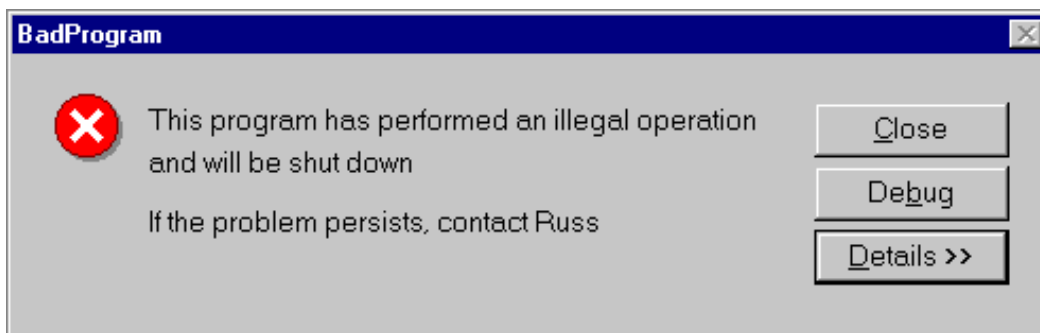 BadProgram
This program has performed an illegal operation
and will be shut down
If the problem persists, contact Russ
Close
Debug
Details >>